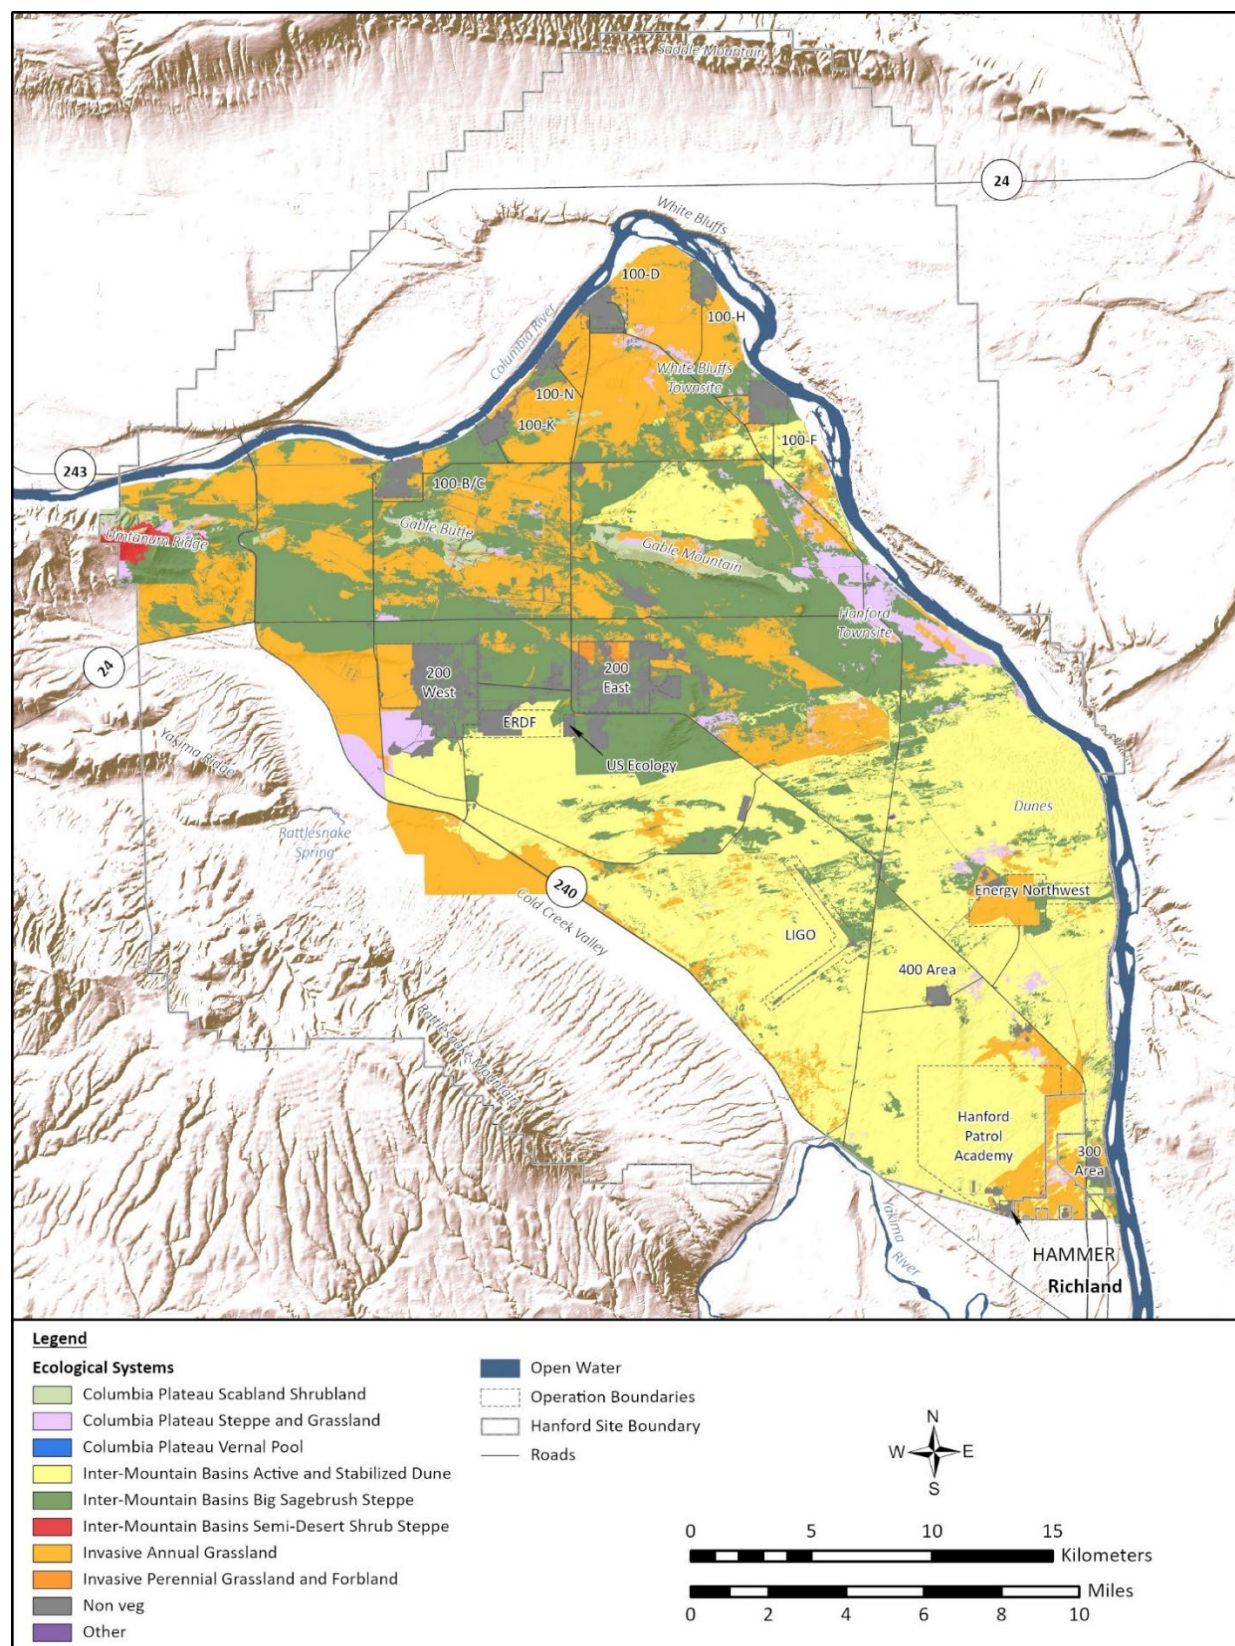 Saddle Mountain
24
White Bluffs
100-D
100-H
Columbia River
White Bluffs
Townsite
100-N
100-K
100-F
243
100-B/C
Gable Butte
Umtanum Ridge
Gable Mountain
Hanford
Townsite
24
200
West
200
East
ERDF
US Ecology
Yakima Ridge
Dunes
Rattlesnake
Spring
240
Energy Northwest
Cold Creek Valley
LIGO
400 Area
Rattlesnake Mountain
Hanford
Patrol
Academy
300
Area
Yakima
River
HAMMER
Richland
Legend
Ecological Systems
Columbia Plateau Scabland Shrubland
Columbia Plateau Steppe and Grassland
Columbia Plateau Vernal Pool
Inter-Mountain Basins Active and Stabilized Dune
Inter-Mountain Basins Big Sagebrush Steppe
Inter-Mountain Basins Semi-Desert Shrub Steppe
Invasive Annual Grassland
Invasive Perennial Grassland and Forbland
Non veg
Other
Open Water
Operation Boundaries
Hanford Site Boundary
Roads
N
W E
S
0 5 10 15
Kilometers
Miles
0 2 4 6 8 10